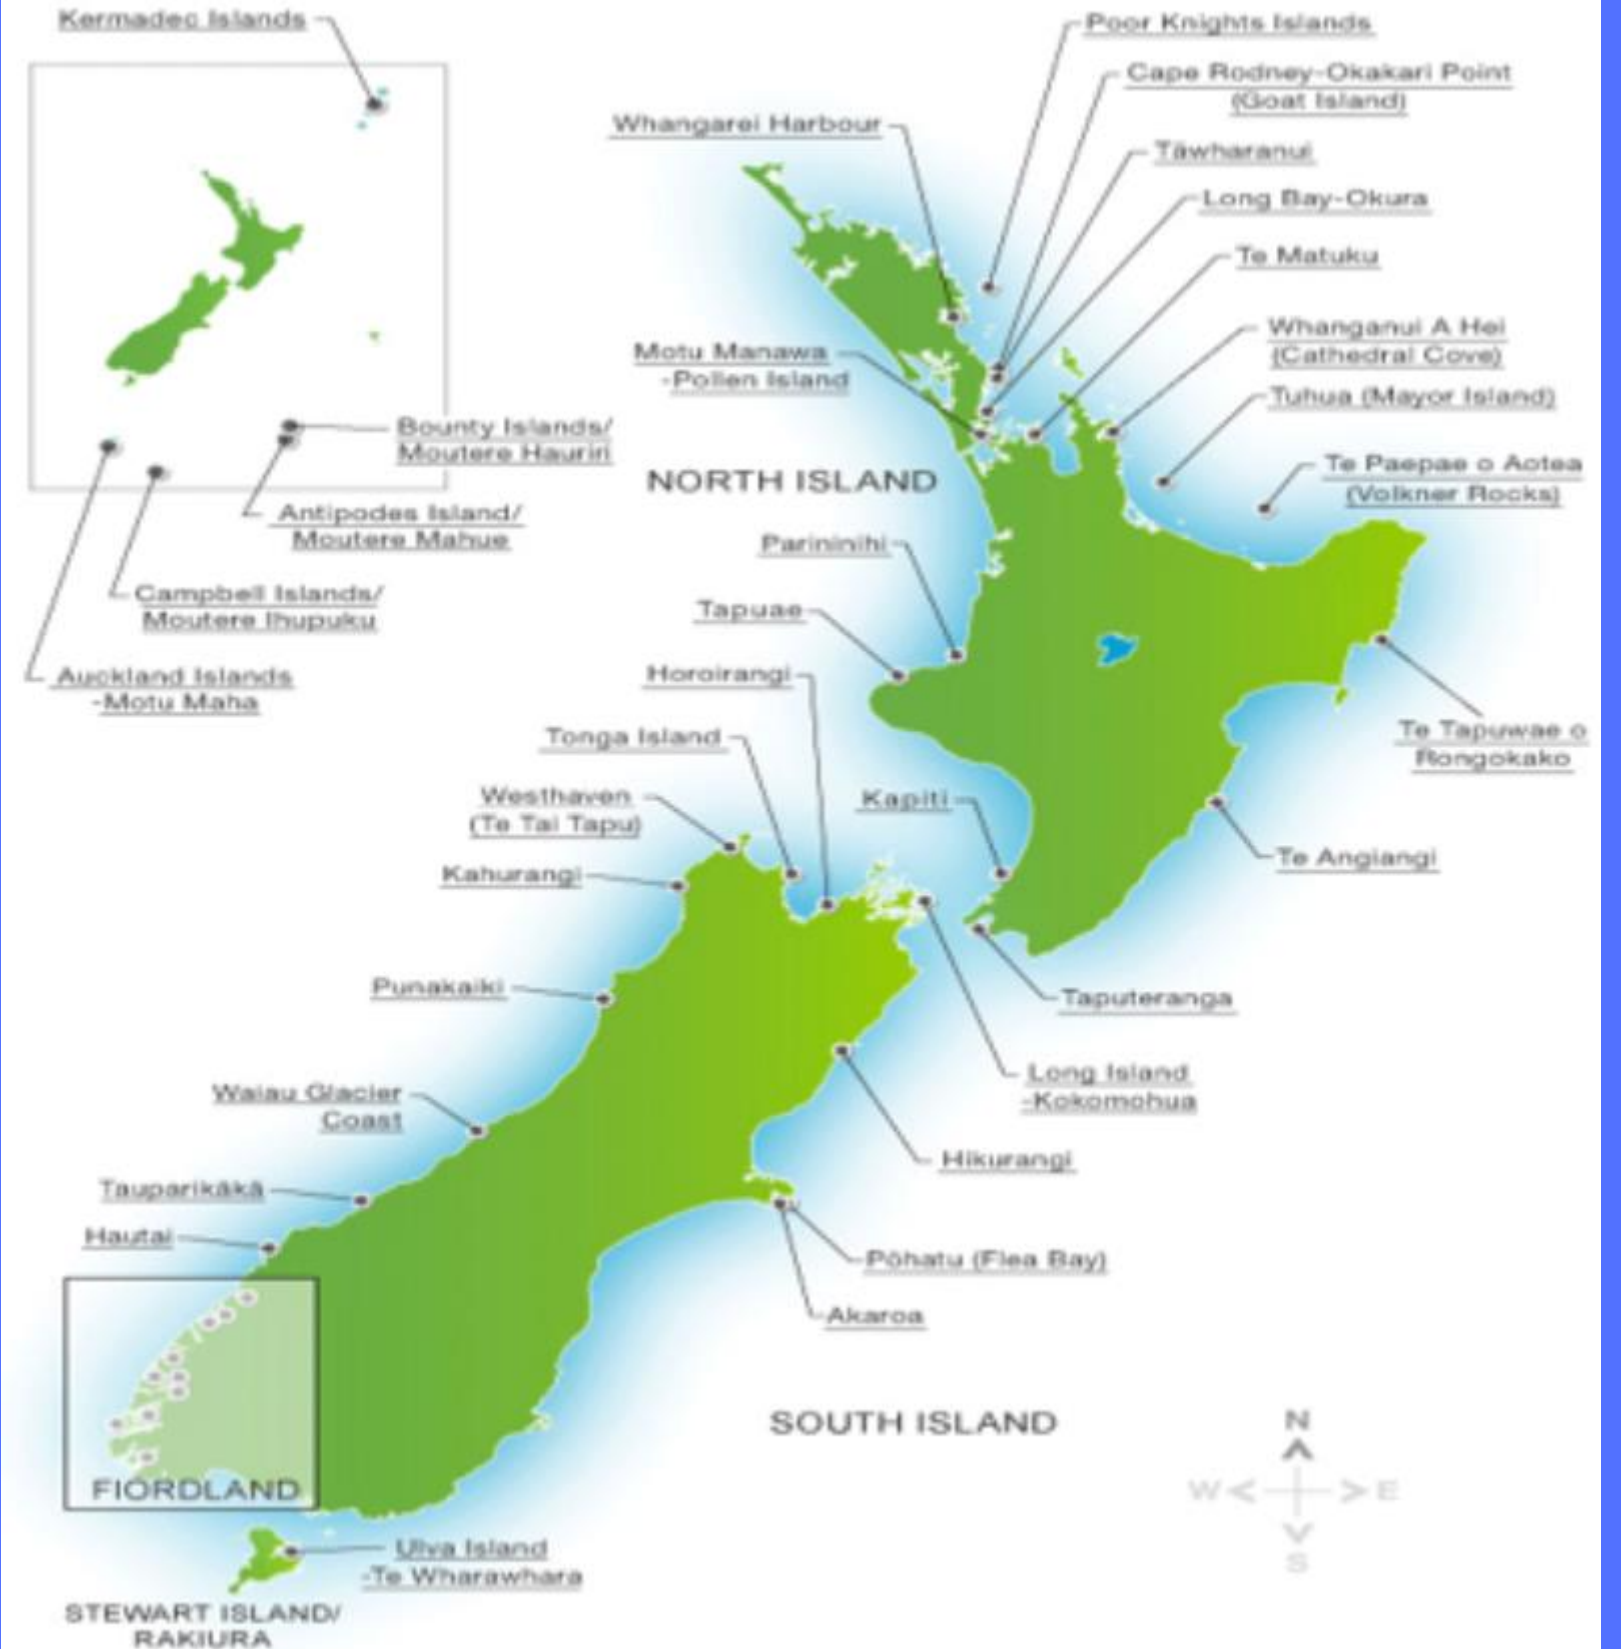 Kermadec Islands
Poor Knights Islands
Cape Rodney-Okakari Point
(Goat Island)
Whangarei Harbour
Tāwharanui
Long Bay-Okura
Te Matuku
Whanganui A Hei
(Cathedral Cove)
Motu Manawa
-Pollen Island
Tuhua (Mayor Island)
Bounty Islands/
Moutere Hauriri
NORTH ISLAND
Te Paepae o Aotea
(Volkner Rocks)
Antipodes Island/
Moutere Mahue
Parininihi
Campbell Islands/
Moutere Ihupuku
Tapuae
Auckland Islands
-Motu Maha
Horoirangi
Te Tapuwae o
Rongokako
Tonga Island
Westhaven
(Te Tai Tapu)
Kapiti
Te Angiangi
Kahurangi
Punakaiki
Taputeranga
Long Island
-Kokomohua
Waiau Glacier
Coast
Hikurangi
Tauparikākā
Hautai
Pōhatu (Flea Bay)
Akaroa
SOUTH ISLAND
N
W
E
S
FIORDLAND
Ulva Island
-Te Wharawhara
STEWART ISLAND/
RAKIURA